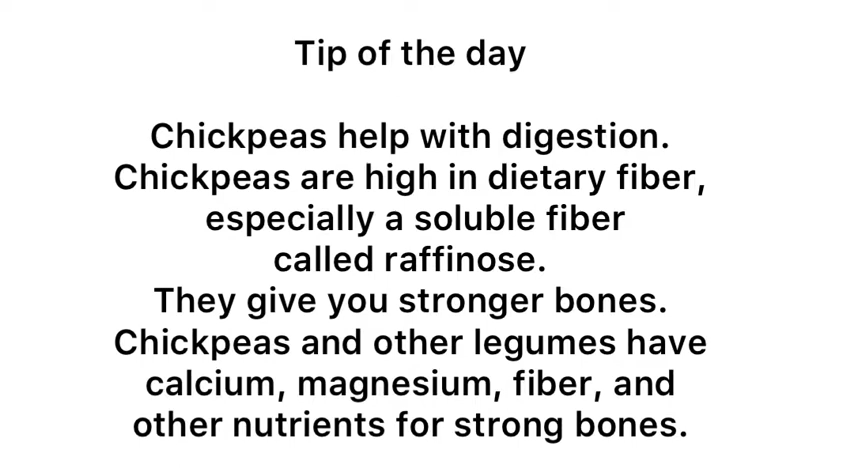 Tip of the day
Chickpeas help with digestion.
Chickpeas are high in dietary fiber,
especially a soluble fiber
called raffinose.
They give you stronger bones.
Chickpeas and other legumes have
calcium, magnesium, fiber, and
other nutrients for strong bones.